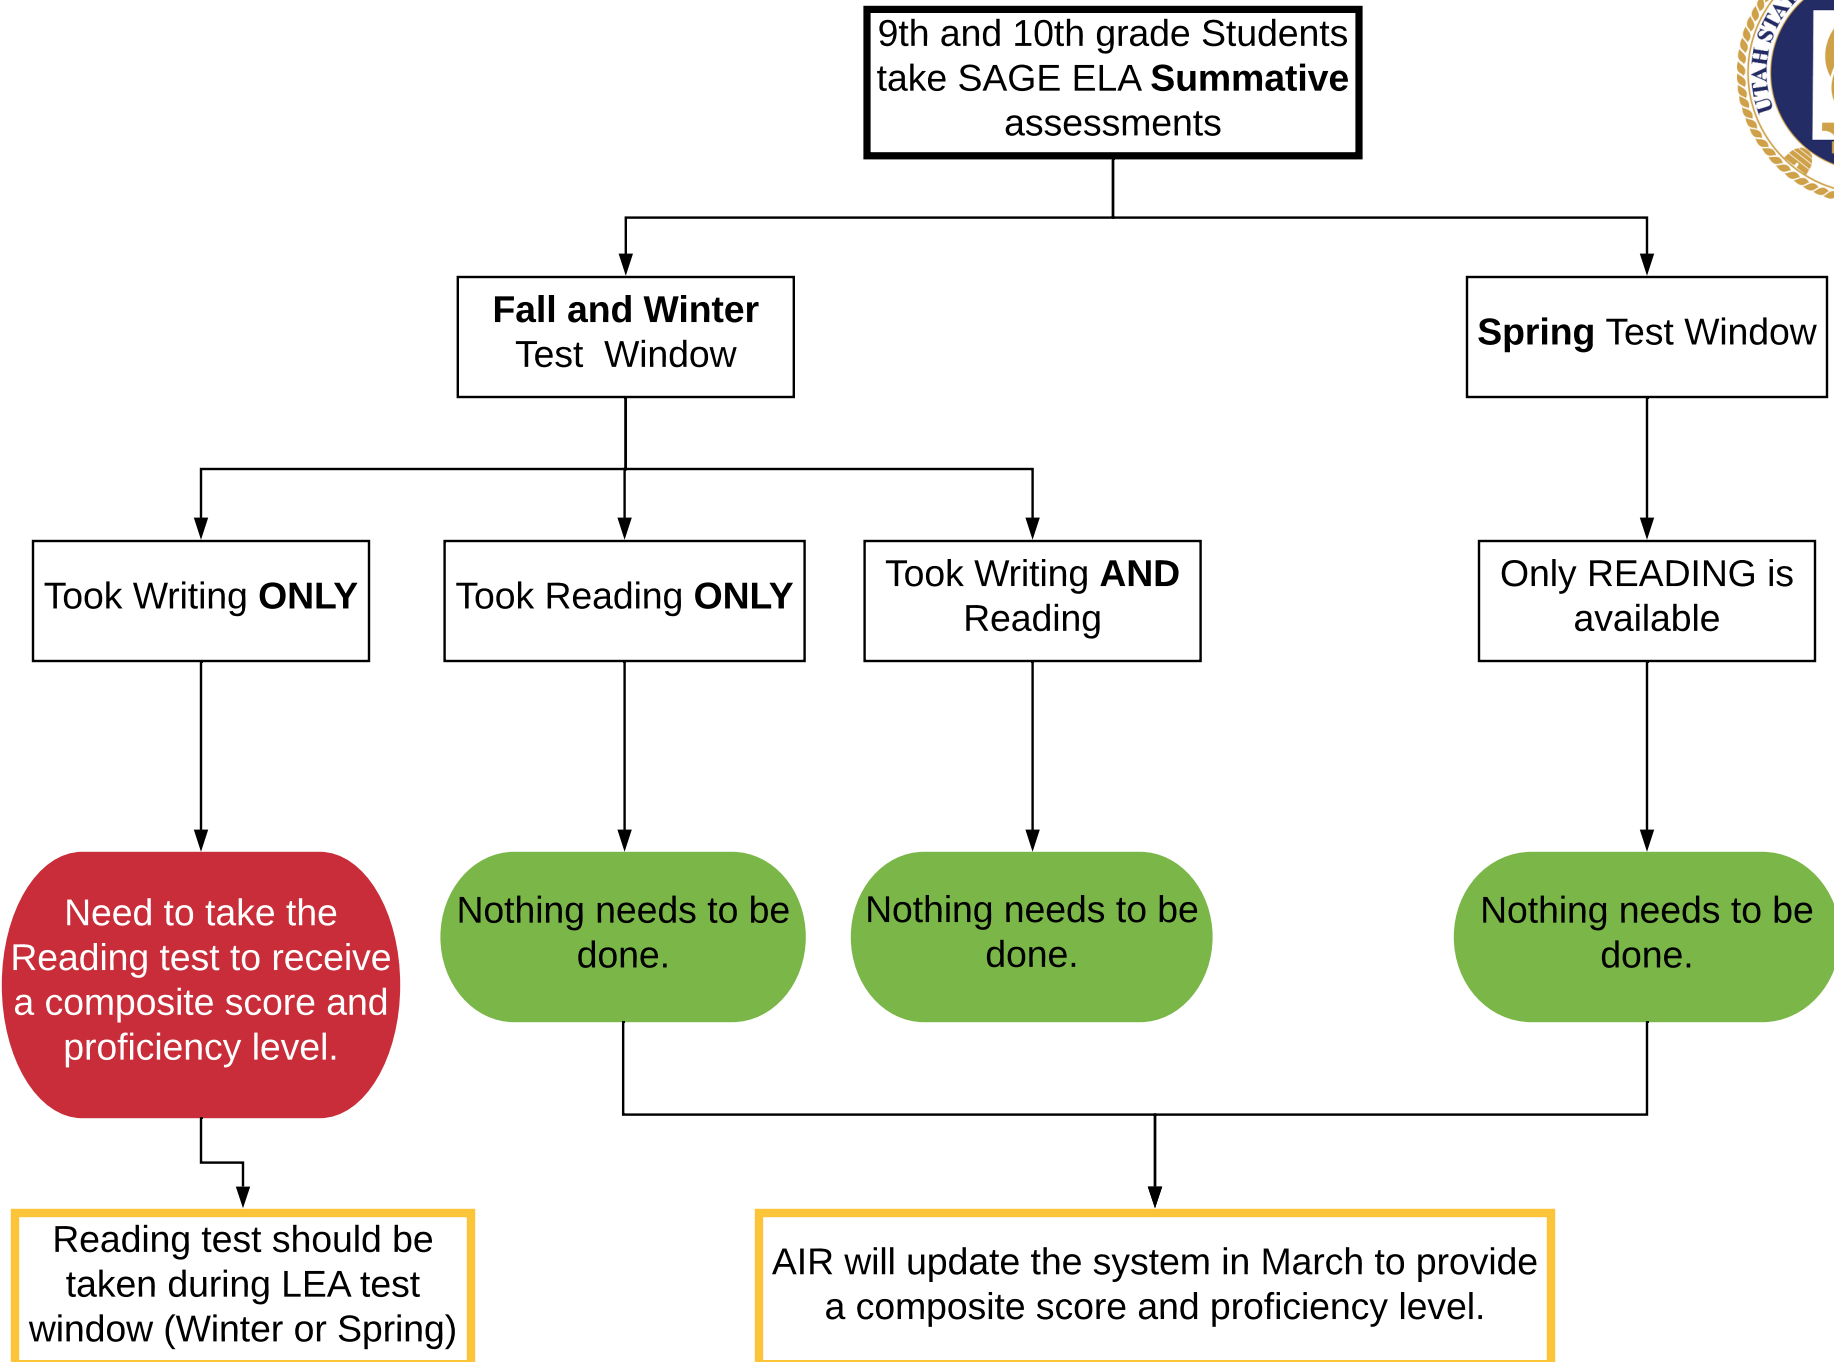 9th and 10th grade Students
take SAGE ELA Summative
assessments
UTAH STA
Fall and Winter
Test Window
Spring Test Window
Took Writing ONLY
Took Reading ONLY
Took Writing AND
Reading
Only READING is
available
Need to take the
Reading test to receive
a composite score and
proficiency level.
Nothing needs to be
done.
Nothing needs to be
done.
Nothing needs to be
done.
Reading test should be
taken during LEA test
window (Winter or Spring)
AIR will update the system in March to provide
a composite score and proficiency level.